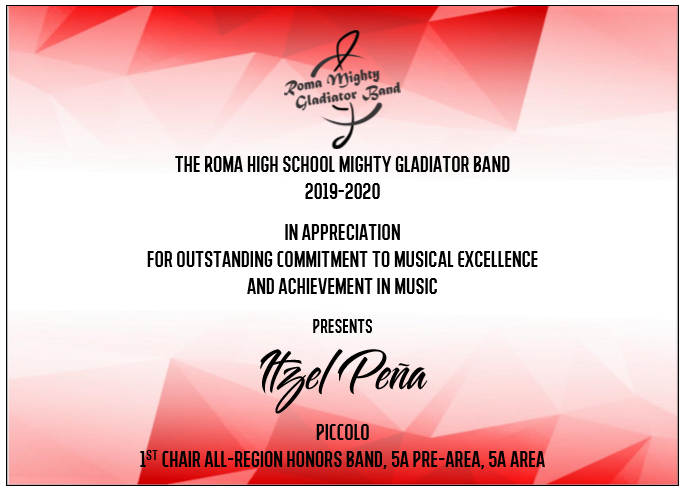 Roma Mighty
Gladiator Band
THE ROMA HIGH SCHOOL MIGHTY GLADIATOR BAND
2019-2020
IN APPRECIATION
FOR OUTSTANDING COMMITMENT TO MUSICAL EXCELLENCE
AND ACHIEVEMENT IN MUSIC
PRESENTS
Itzel Peña
PICCOLO
1ST CHAIR ALL-REGION HONORS BAND, 5A PRE-AREA, 5A AREA